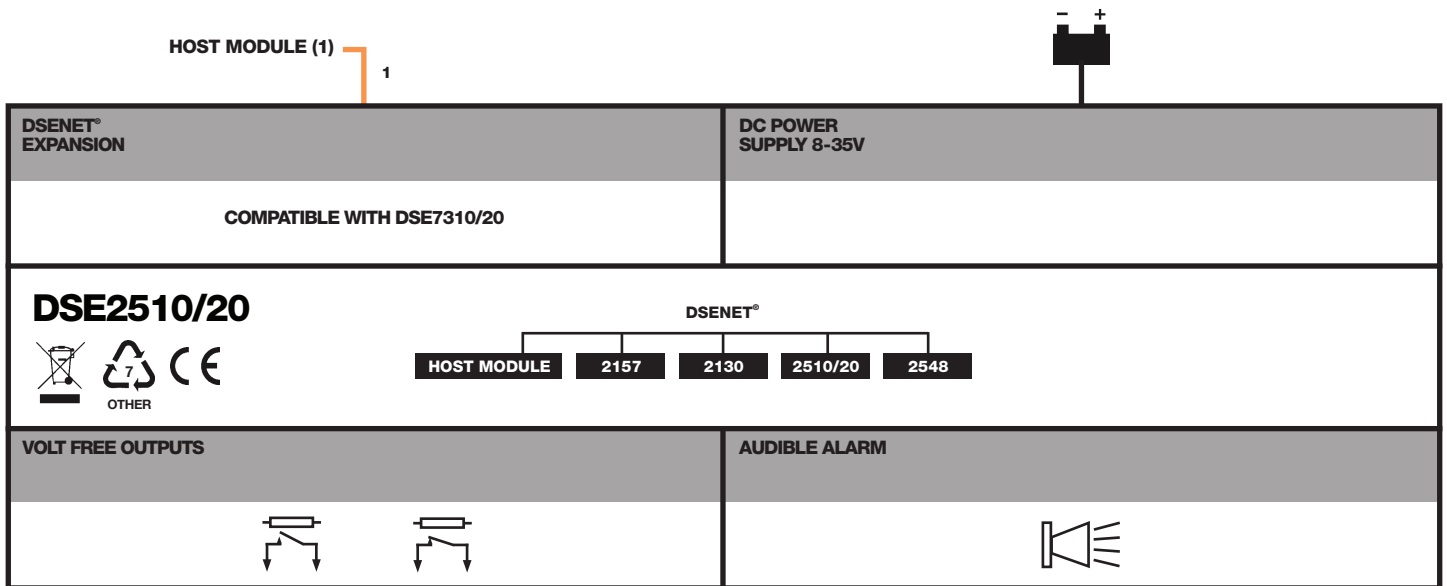 HOST MODULE (1)
1
- +
DSENET®
EXPANSION
DC POWER
SUPPLY 8-35V
COMPATIBLE WITH DSE7310/20
DSE2510/20
DSENET®
HOST MODULE 2157 2130 2510/20 2548
7
CE
OTHER
VOLT FREE OUTPUTS
AUDIBLE ALARM